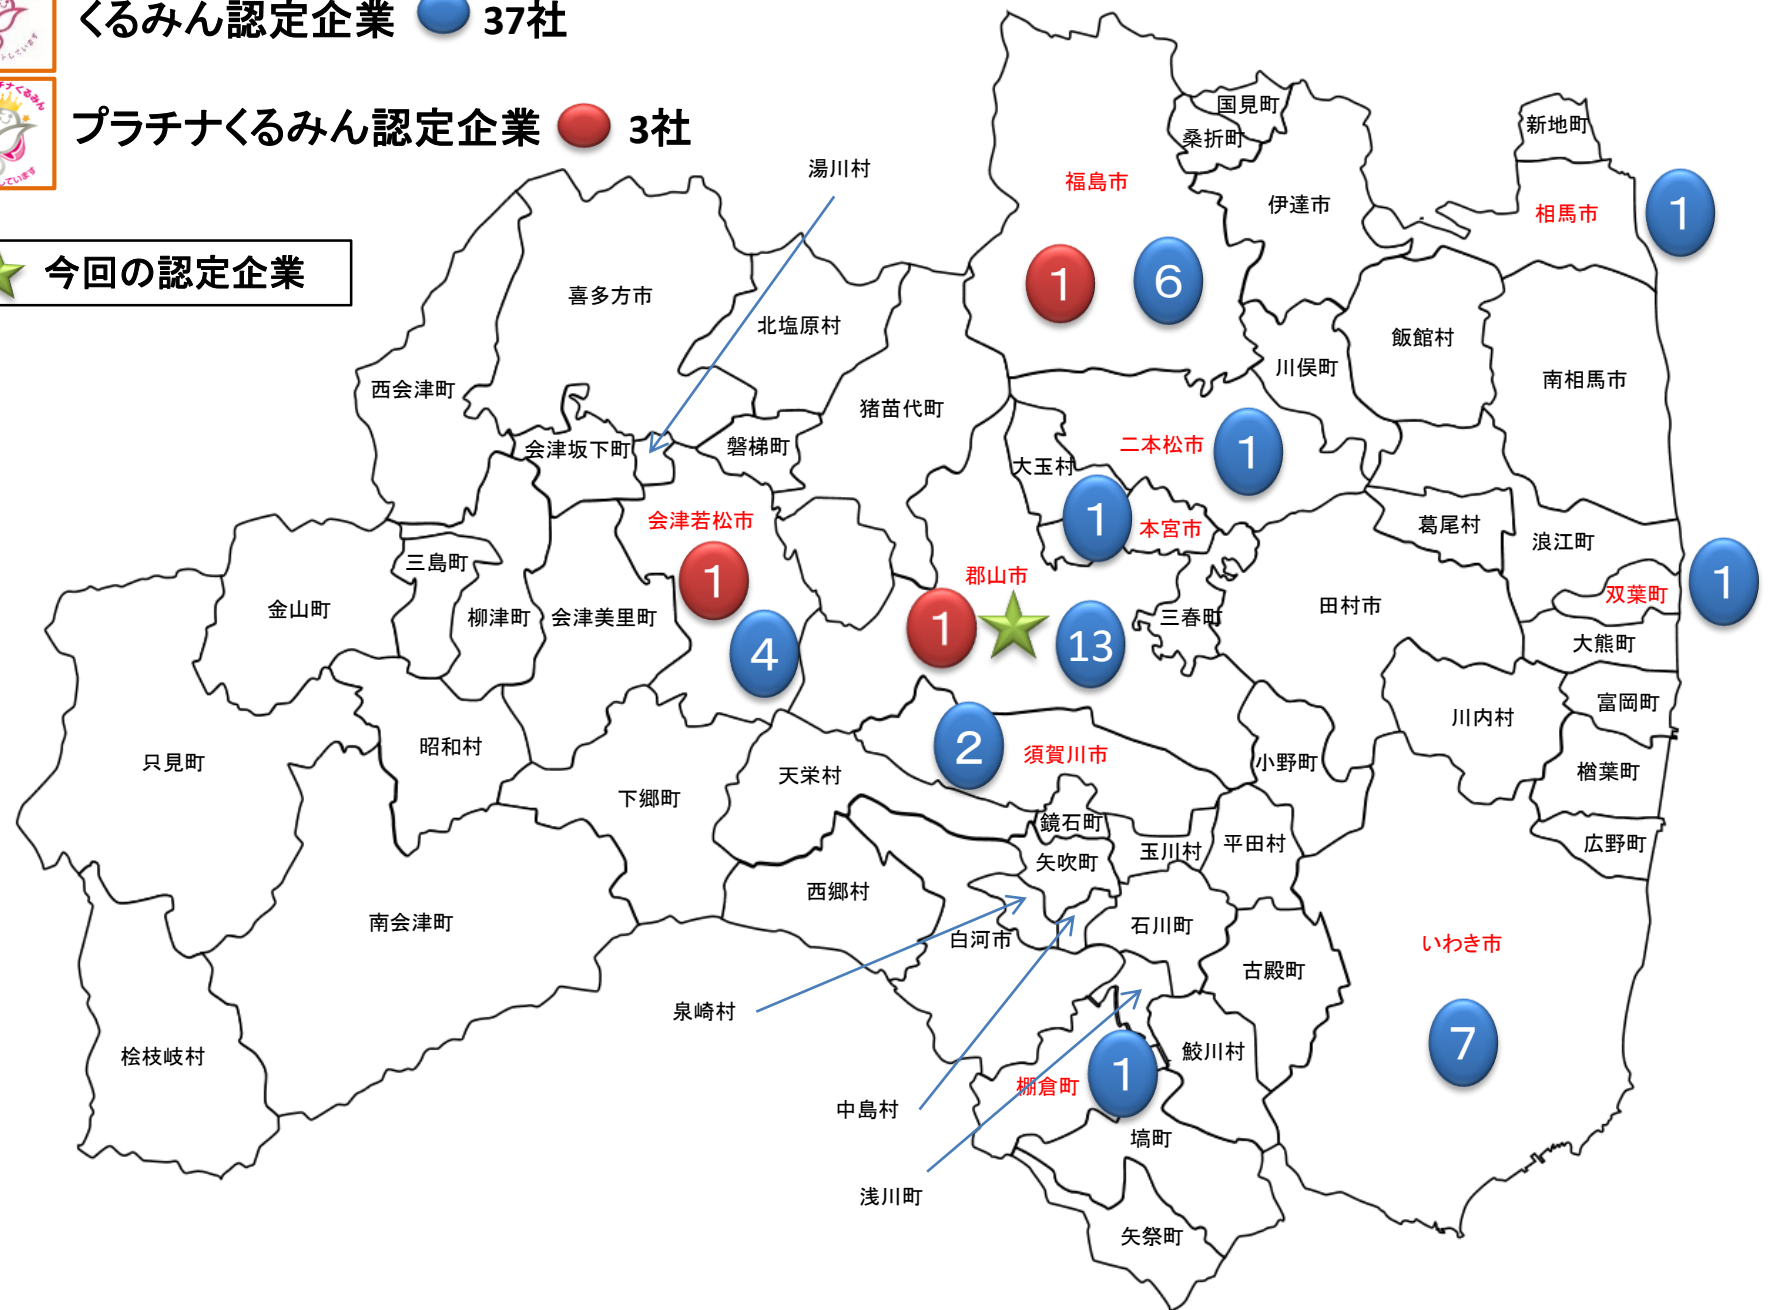 くるみん認定企業 37社
プラチナくるみん認定企業 3社
今回の認定企業
湯川村
国見町
桑折町
新地町
福島市
伊達市
相馬市
1
1
6
喜多方市
北塩原村
飯館村
川俣町
南相馬市
西会津町
猪苗代町
会津坂下町
磐梯町
二本松市
1
大玉村
会津若松市
1
本宮市
葛尾村
浪江町
三島町
1
郡山市
双葉町
1
金山町
柳津町
会津美里町
4
1
13
三春町
田村市
大熊町
富岡町
川内村
只見町
昭和村
2
須賀川市
小野町
楢葉町
天栄村
下郷町
鏡石町
平田村
広野町
玉川村
矢吹町
西郷村
南会津町
白河市
石川町
いわき市
古殿町
泉崎村
7
桧枝岐村
鮫川村
棚倉町
1
中島村
塙町
浅川町
矢祭町